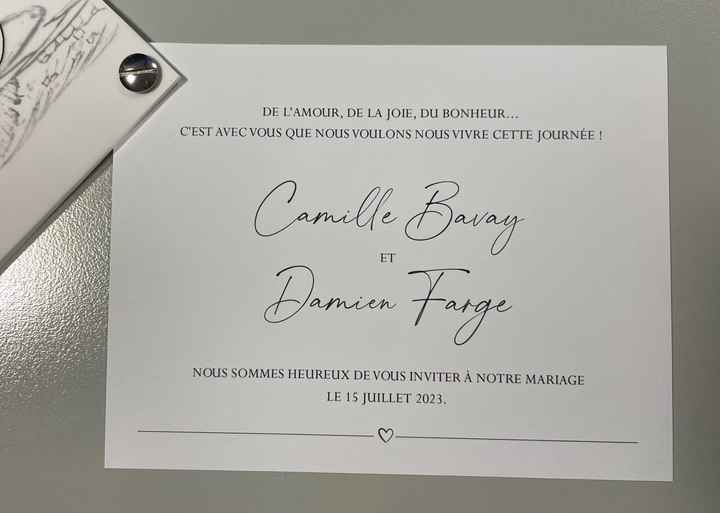 DE L'AMOUR, DE LA JOIE, DU BONHEUR...
C'EST AVEC VOUS QUE NOUS VOULONS NOUS VIVRE CETTE JOURNÉE !
Camille Bavay
ET
Damien Farge
NOUS SOMMES HEUREUX DE VOUS INVITER À NOTRE MARIAGE
LE 15 JUILLET 2023.